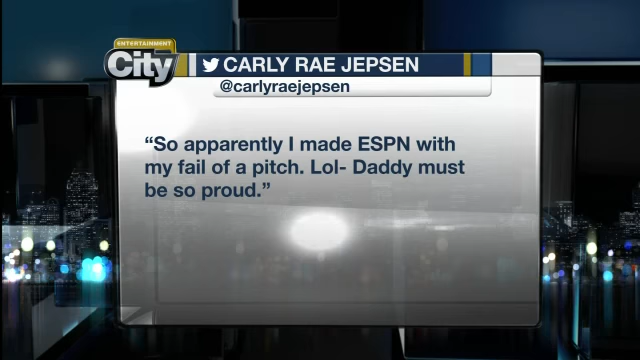 ENTERTAINMENT
City
CARLY RAE JEPSEN
@carlyraejepsen
“So apparently I made ESPN with
my fail of a pitch. Lol- Daddy must
be so proud.”